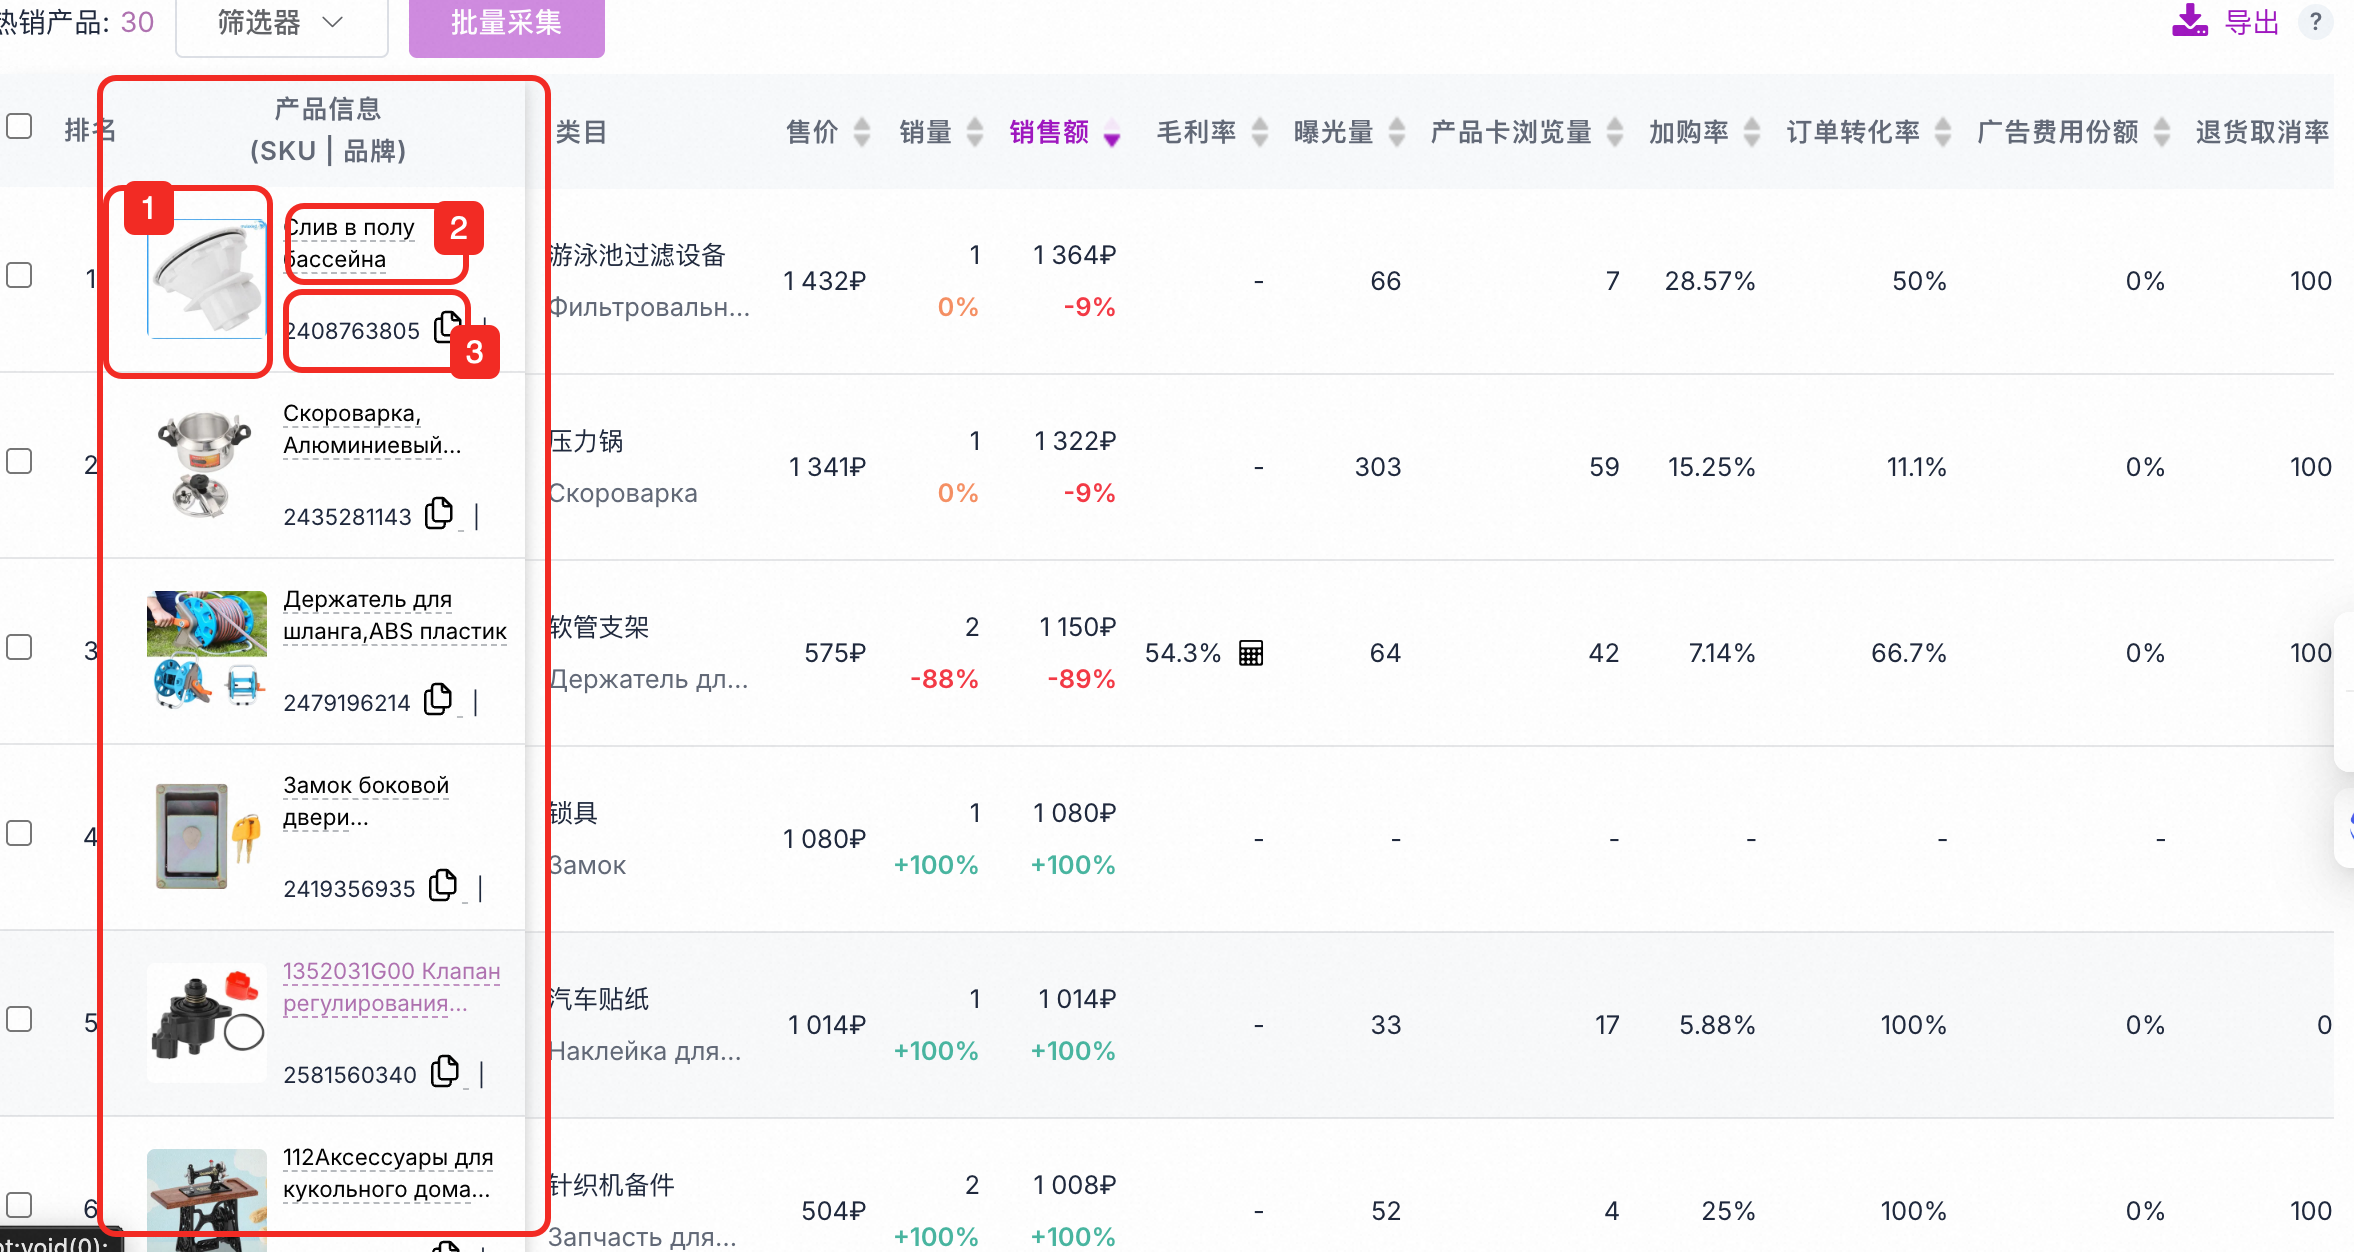 热销产品: 30
筛选器
批量采集
导出
?
排名
产品信息
(SKU | 品牌)
类目
售价
销量
销售额
毛利率
曝光量
产品卡浏览量
加购率
订单转化率
广告费用份额
退货取消率
1
1
Слив в полу
бассейна
2
2408763805
3
游泳池过滤设备
Фильтровальн...
1 432₽
1
0%
1 364₽
-9%
-
66
7
28.57%
50%
0%
100
2
Скороварка,
Алюминиевый...
2435281143 |
压力锅
Скороварка
1 341₽
1
0%
1 322₽
-9%
-
303
59
15.25%
11.1%
0%
100
3
Держатель для
шланга,ABS пластик
2479196214 |
软管支架
Держатель дл...
575₽
2
-88%
1 150₽
-89%
54.3%
64
42
7.14%
66.7%
0%
100
4
Замок боковой
двери...
2419356935 |
锁具
Замок
1 080₽
1
+100%
1 080₽
+100%
-
-
-
-
-
-
5
1352031G00 Клапан
регулирования...
2581560340 |
汽车贴纸
Наклейка для...
1 014₽
1
+100%
1 014₽
+100%
-
33
17
5.88%
100%
0%
0
6
112Аксессуары для
кукольного дома...
针织机备件
Запчасть для...
504₽
2
+100%
1 008₽
+100%
-
52
4
25%
100%
0%
100
pt:void(0);